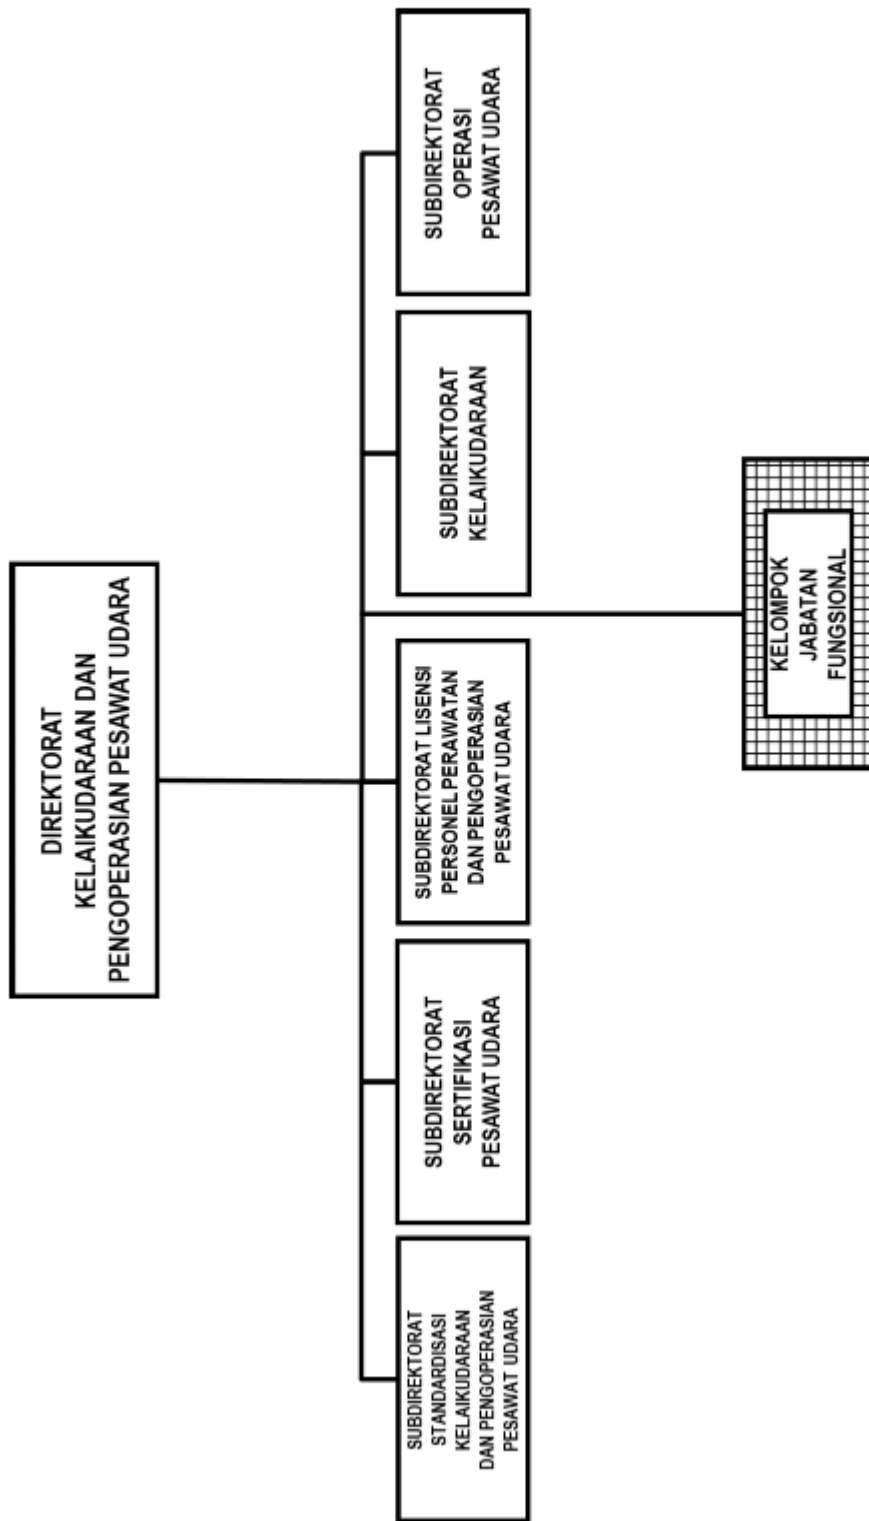 DIREKTORAT
KELAIKUDARAAN DAN
PENGOPERASIAN PESAWAT UDARA
SUBDIREKTORAT
STANDARDISASI
KELAIKUDARAAN
DAN PENGOPERASIAN
PESAWAT UDARA
SUBDIREKTORAT
SERTIFIKASI
PESAWAT UDARA
SUBDIREKTORAT LISENSI
PERSONEL PERAWATAN
DAN PENGOPERASIAN
PESAWAT UDARA
SUBDIREKTORAT
KELAIKUDARAAN
SUBDIREKTORAT
OPERASI
PESAWAT UDARA
KELOMPOK
JABATAN
FUNGSIONAL